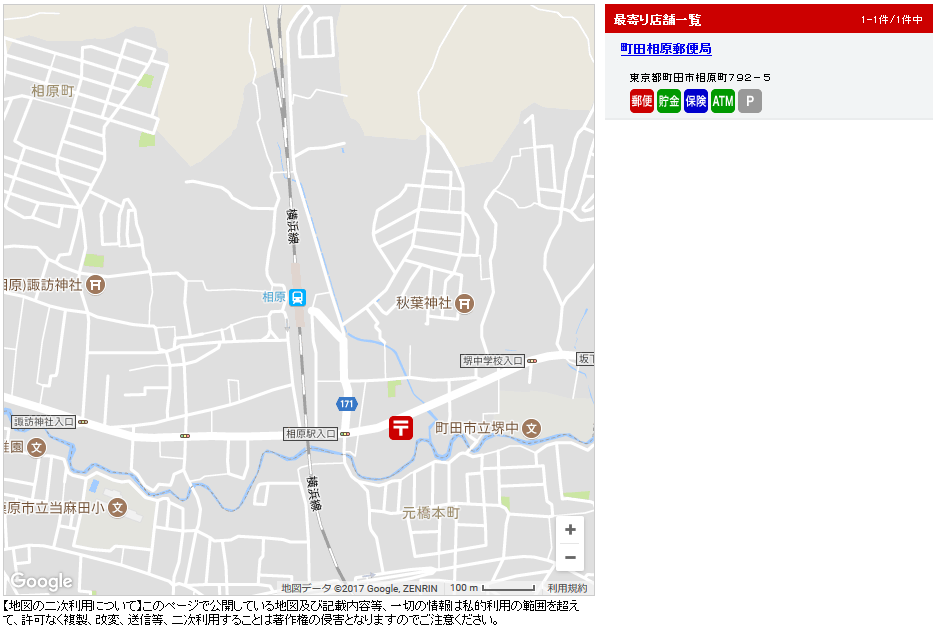 最寄り店舗一覧
1-1件/1件中
町田相原郵便局
東京都町田市相原町792-5
郵便 貯金 保険 ATM P
相原町
横浜線
相原)諏訪神社
相原
秋葉神社
堺中学校入口
坂下
171
諏訪神社入口
相原駅入口
〒
町田市立堺中
文
稚園
文
横浜線
原市立当麻田小
文
元橋本町
+
−
Google
地図データ ©2017 Google, ZENRIN
100 m
利用規約
【地図の二次利用について】このページで公開している地図及び記載内容等、一切の情報は私的利用の範囲を超え
て、許可なく複製、改変、送信等、二次利用することは著作権の侵害となりますのでご注意ください。